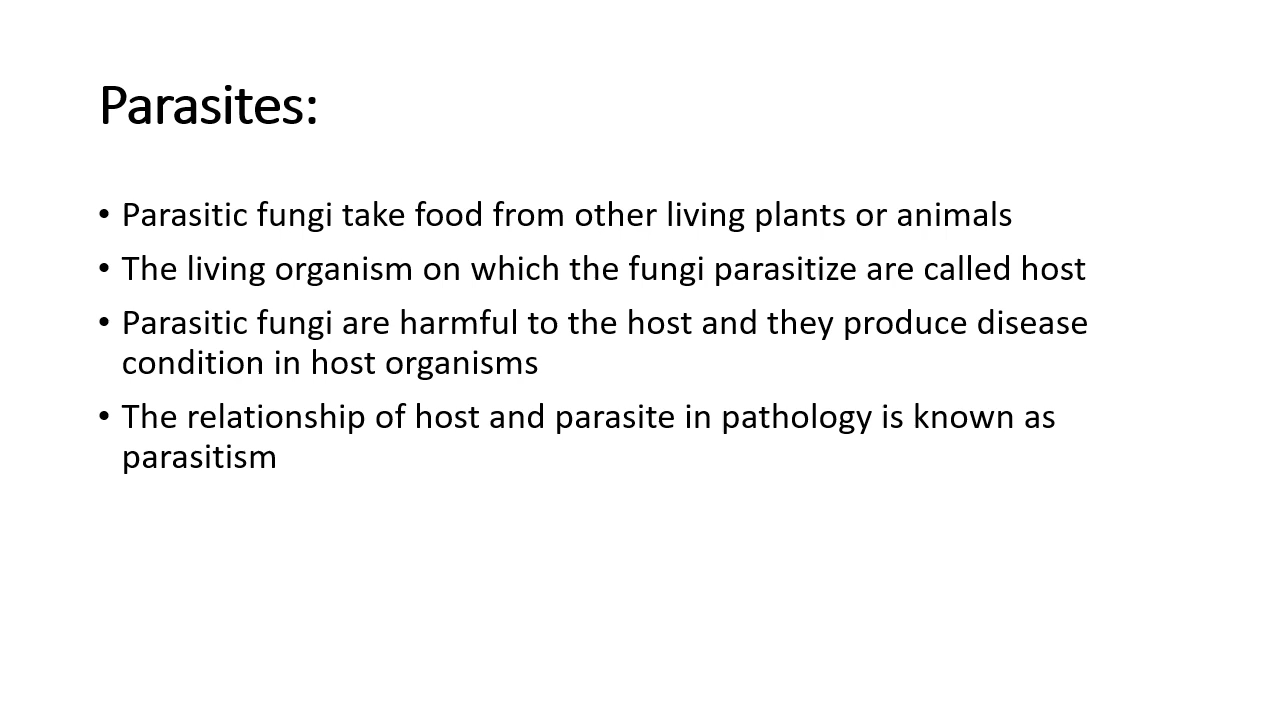 Parasites:
• Parasitic fungi take food from other living plants or animals
• The living organism on which the fungi parasitize are called host
• Parasitic fungi are harmful to the host and they produce disease
condition in host organisms
• The relationship of host and parasite in pathology is known as
parasitism